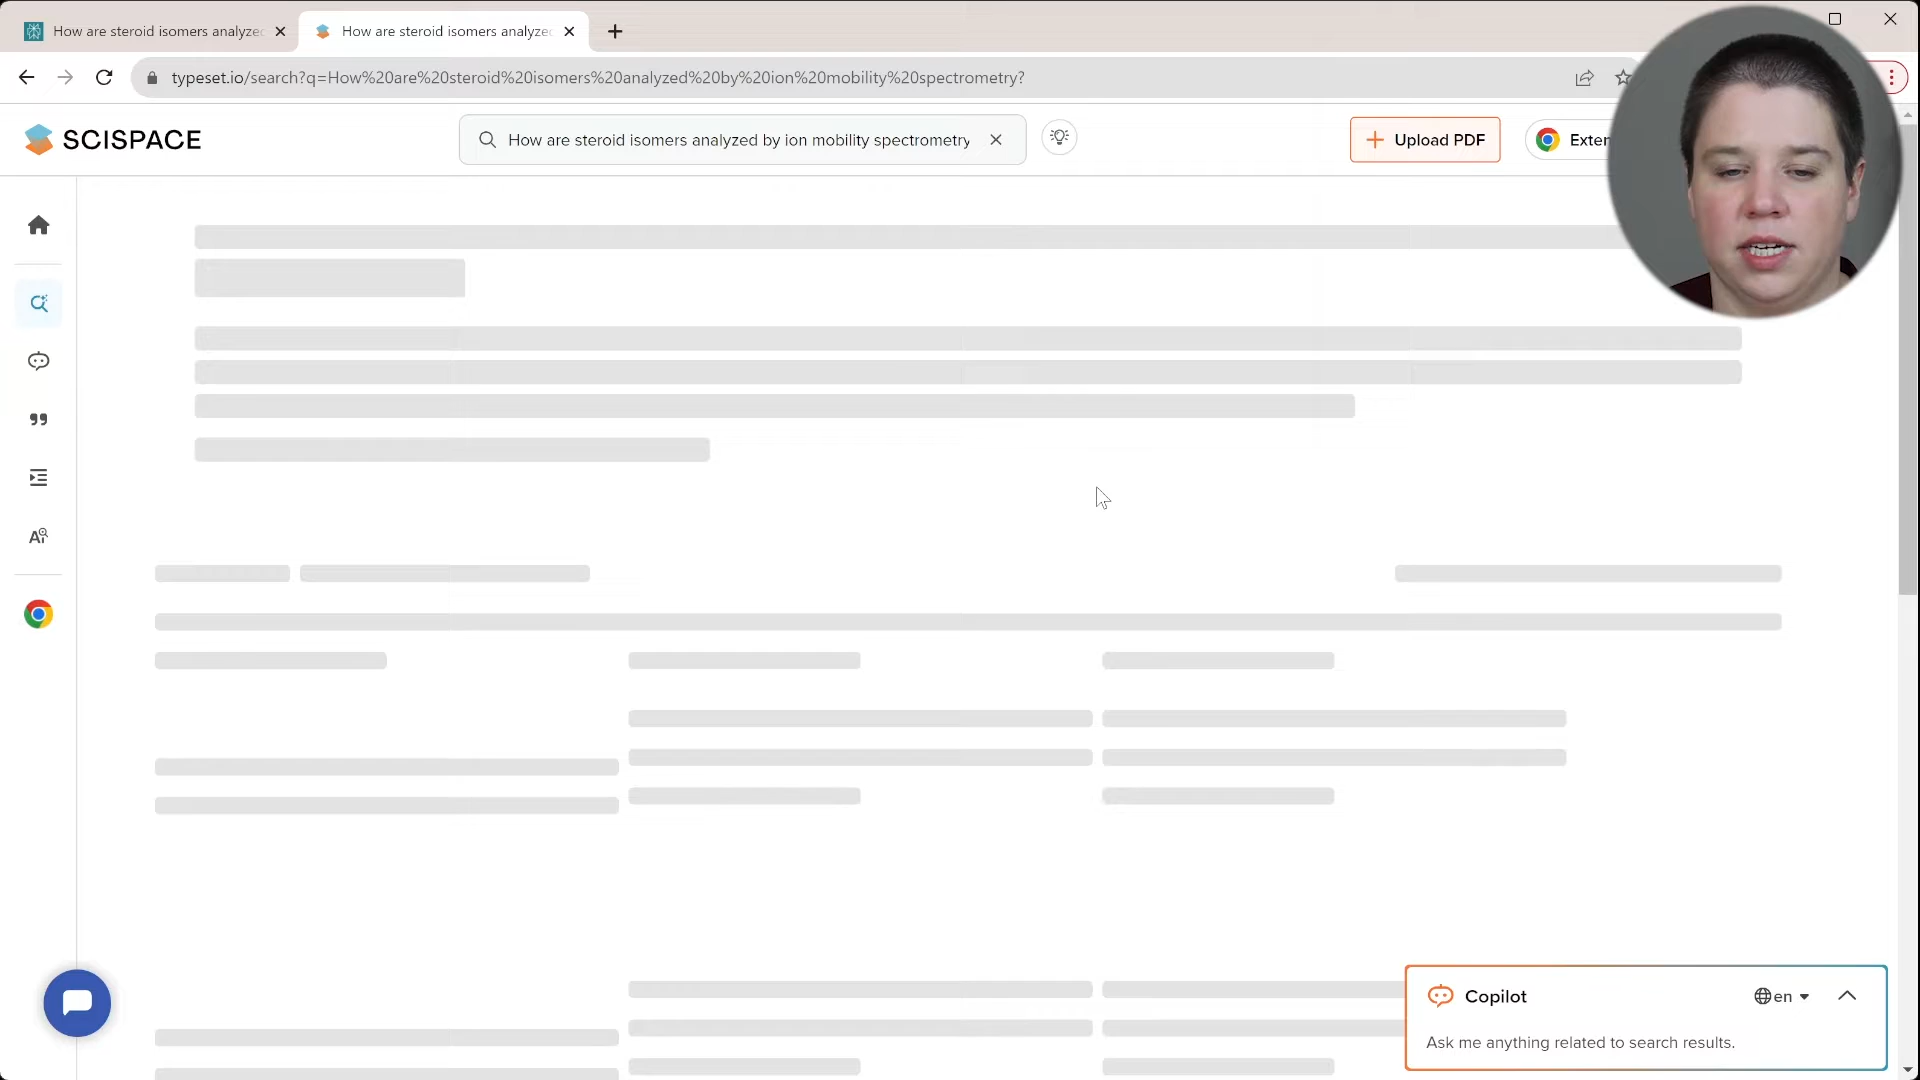 How are steroid isomers analyze
How are steroid isomers analyze
typeset.io/search?q=How%20are%20steroid%20isomers%20analyzed%20by%20ion%20mobility%20spectrometry?
SCISPACE
How are steroid isomers analyzed by ion mobility spectrometry
+ Upload PDF
Exten
Copilot
en
Ask me anything related to search results.